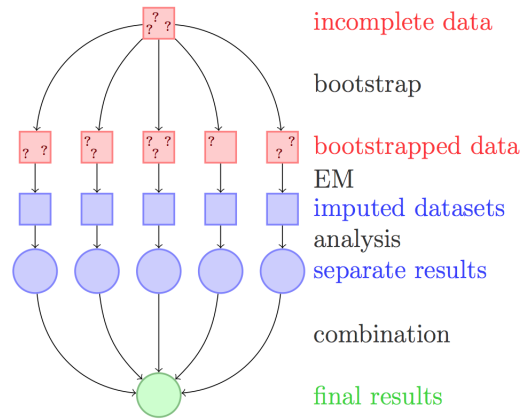 ? ? ?
incomplete data
bootstrap
? ? ? ? ? ? ? ? ? ? ?
bootstrapped data
EM
imputed datasets
analysis
separate results
combination
final results